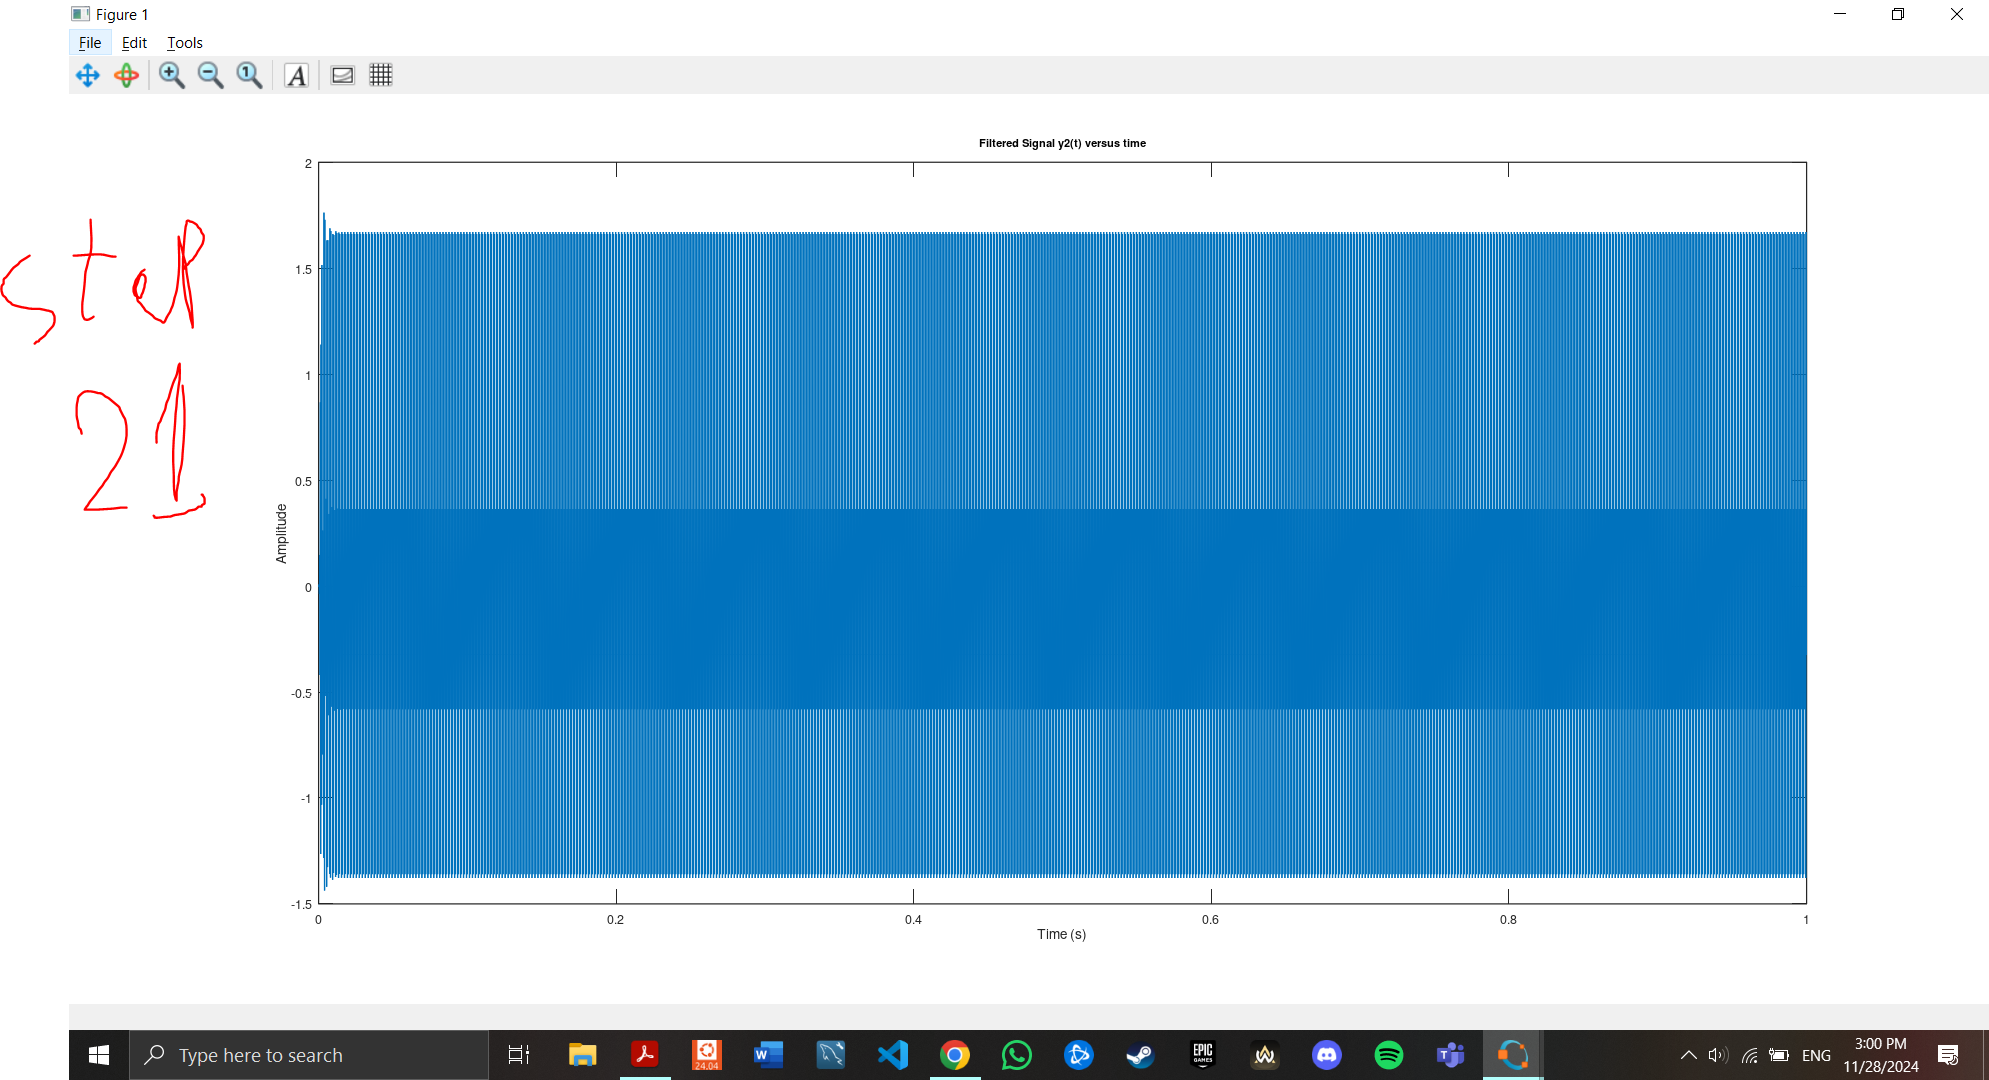 Figure 1
File Edit Tools
A
Filtered Signal y2(t) versus time
2
1.5
1
0.5
0
-0.5
-1
-1.5
Amplitude
0 0.2 0.4 0.6 0.8 1
Time (s)
step
21
Type here to search
24.04
W
EPIC
GAMES
T
ENG
3:00 PM
11/28/2024